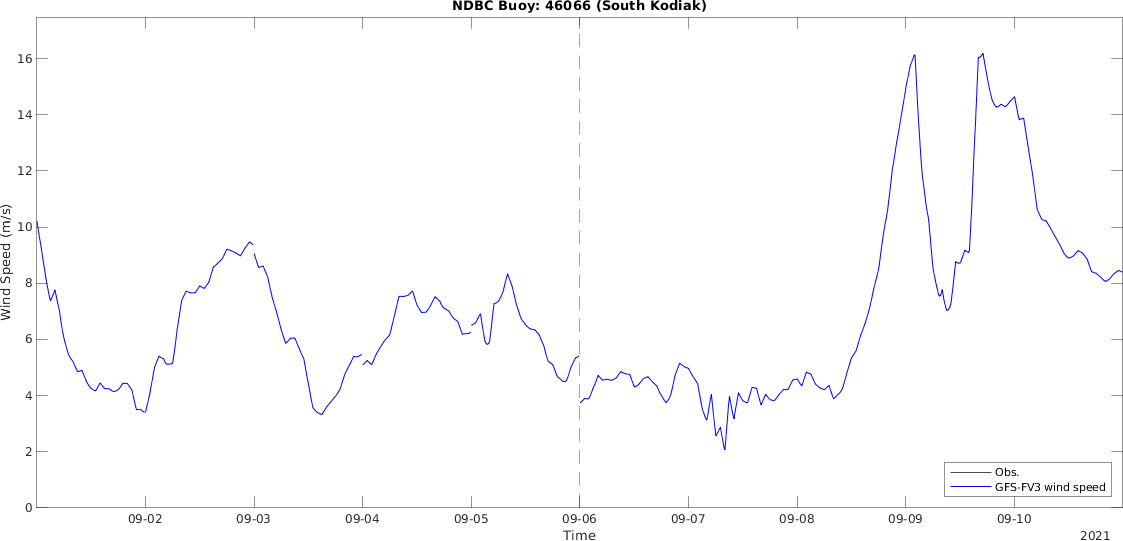 NDBC Buoy: 46066 (South Kodiak)
Wind Speed (m/s)
16
14
12
10
8
6
4
2
0
Obs.
GFS-FV3 wind speed
09-02 09-03 09-04 09-05 09-06 09-07 09-08 09-09 09-10
Time
2021